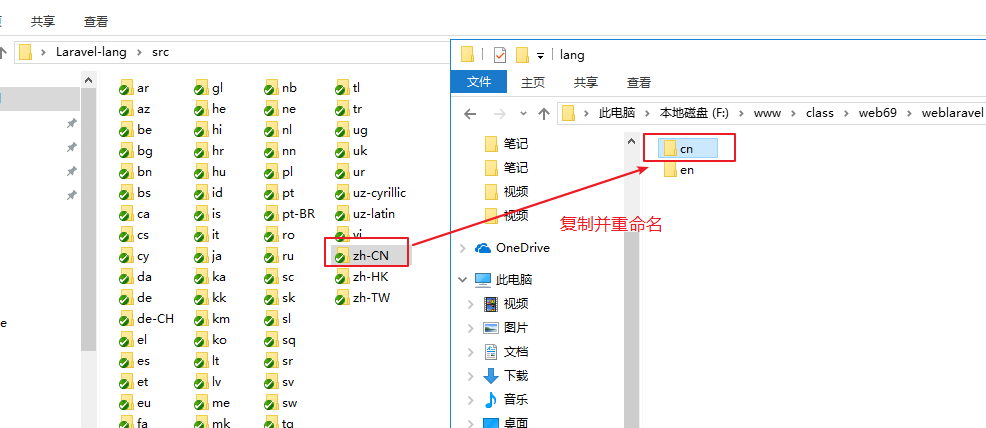 共享 查看
Laravel-lang › src
ar
az
be
bg
bn
bs
ca
cs
cy
da
de
de-CH
el
es
et
eu
fa
gl
he
hi
hr
hu
id
is
it
ja
ka
kk
km
ko
lt
lv
me
mk
nb
ne
nl
nn
pl
pt
pt-BR
ro
ru
sc
sk
sl
sq
sr
sv
sw
tg
tl
tr
ug
uk
ur
uz-cyrillic
uz-latin
vi
zh-CN
zh-HK
zh-TW
lang
文件 主页 共享 查看
此电脑 › 本地磁盘 (F:) › www › class › web69 › weblaravel
笔记
笔记
视频
视频
OneDrive
此电脑
视频
图片
文档
下载
音乐
桌面
cn
en
复制并重命名